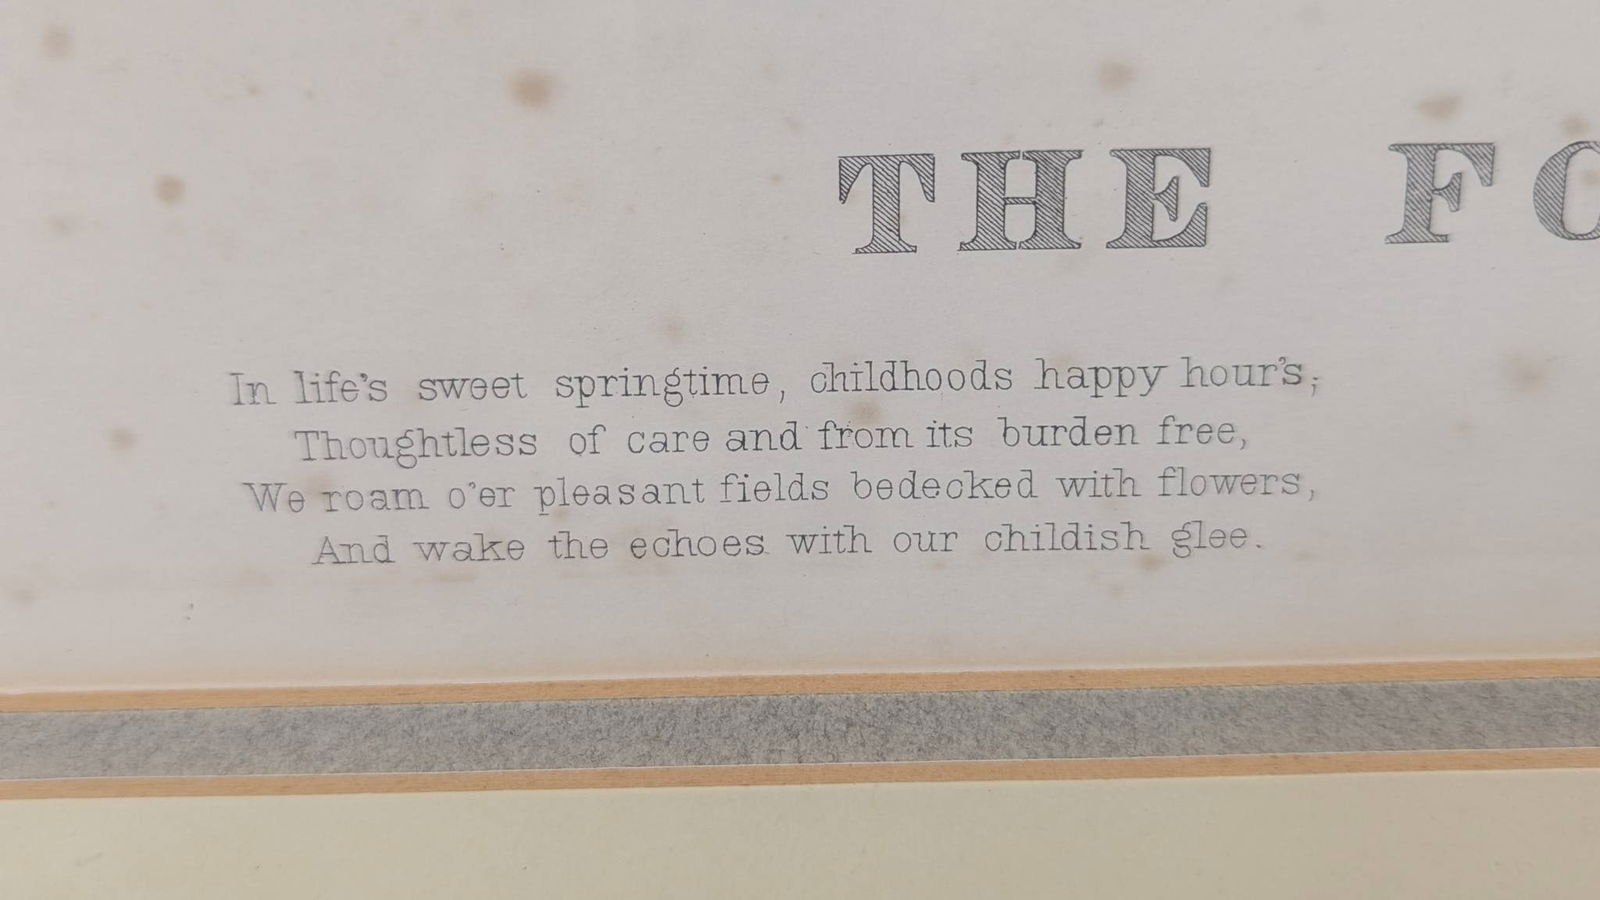 THE FO
In life's sweet springtime, childhoods happy hour's,
Thoughtless of care and from its burden free,
We roam o'er pleasant fields bedecked with flowers,
And wake the echoes with our childish glee.